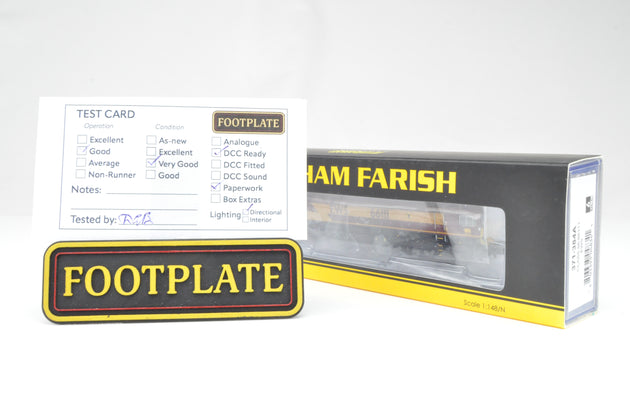 TEST CARD
FOOTPLATE
Operation
Condition
Excellent
Good
Average
Non-Runner
As-new
Excellent
Very Good
Good
Analogue
DCC Ready
DCC Fitted
DCC Sound
Paperwork
Box Extras
Notes:
Lighting
Directional
Interior
Tested by:
FOOTPLATE
HAM FARISH
Scale 1:148/N
371-384A